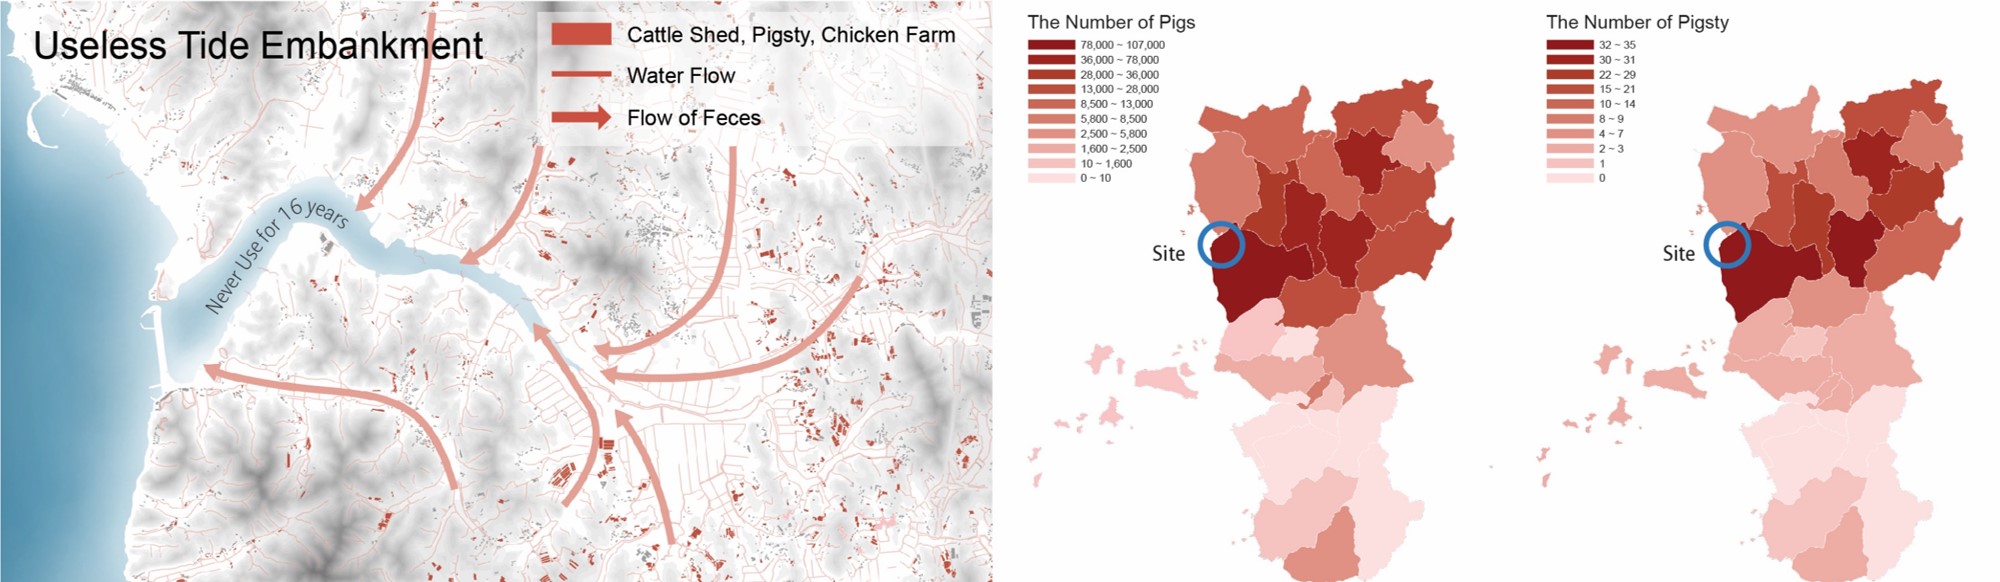 Useless Tide Embankment
Cattle Shed, Pigsty, Chicken Farm
Water Flow
Flow of Feces
Never Use for 16 years
The Number of Pigs
78,000 ~ 107,000
36,000 ~ 78,000
28,000 ~ 36,000
13,000 ~ 28,000
8,500 ~ 13,000
5,800 ~ 8,500
2,500 ~ 5,800
1,600 ~ 2,500
10 ~ 1,600
0 ~ 10
Site
The Number of Pigsty
32 ~ 35
30 ~ 31
22 ~ 29
15 ~ 21
10 ~ 14
8 ~ 9
4 ~ 7
2 ~ 3
1
0
Site